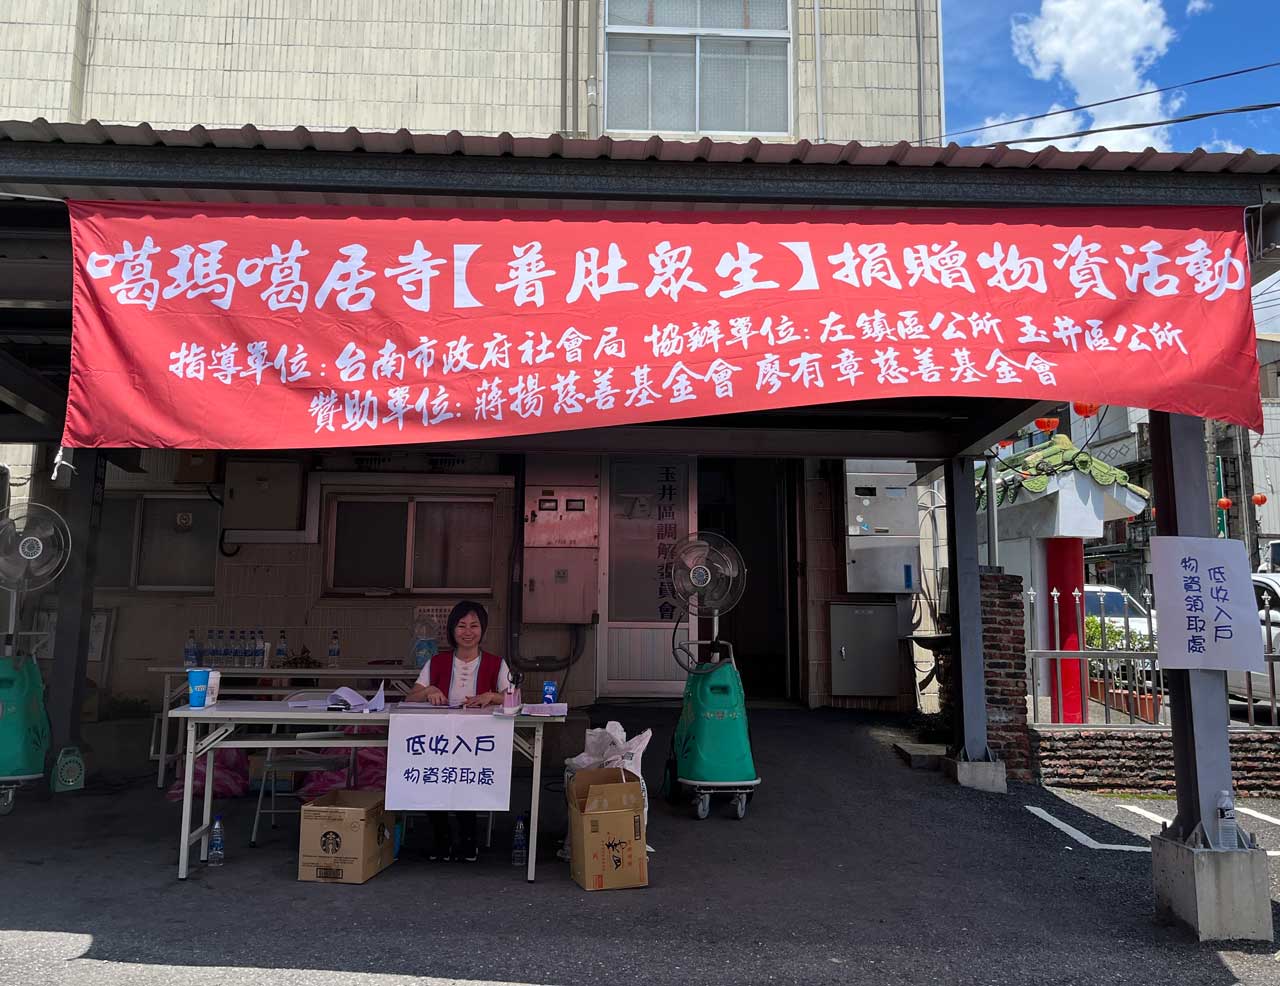 噶瑪噶居寺【普肚衆生】捐贈物資活動
指導單位:台南市政府社會局 協辦單位:左鎮區公所 玉井區公所
贊助單位:蔣揚慈善基金會 廖有章慈善基金會
玉井區調解委員會
低收入戶
物資領取處
低收入戶
物資領取處
FIN